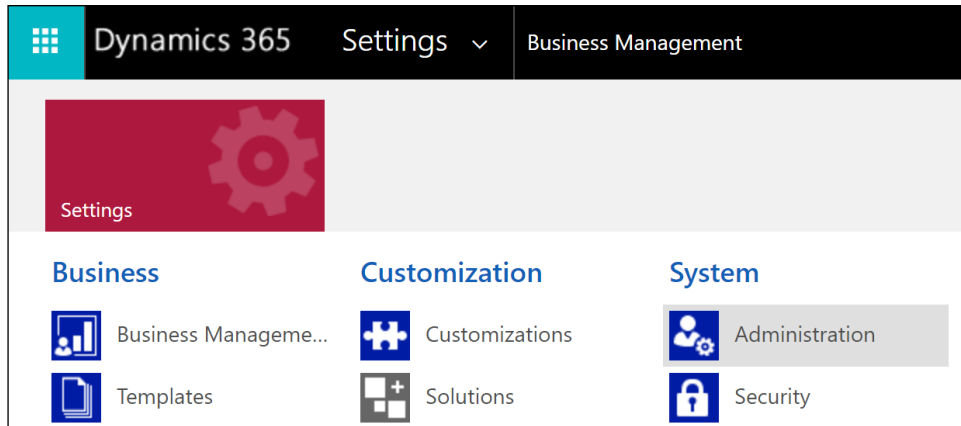 Dynamics 365 Settings Business Management
Settings
Business Customization System
Business Manageme... Customizations Administration
Templates Solutions Security